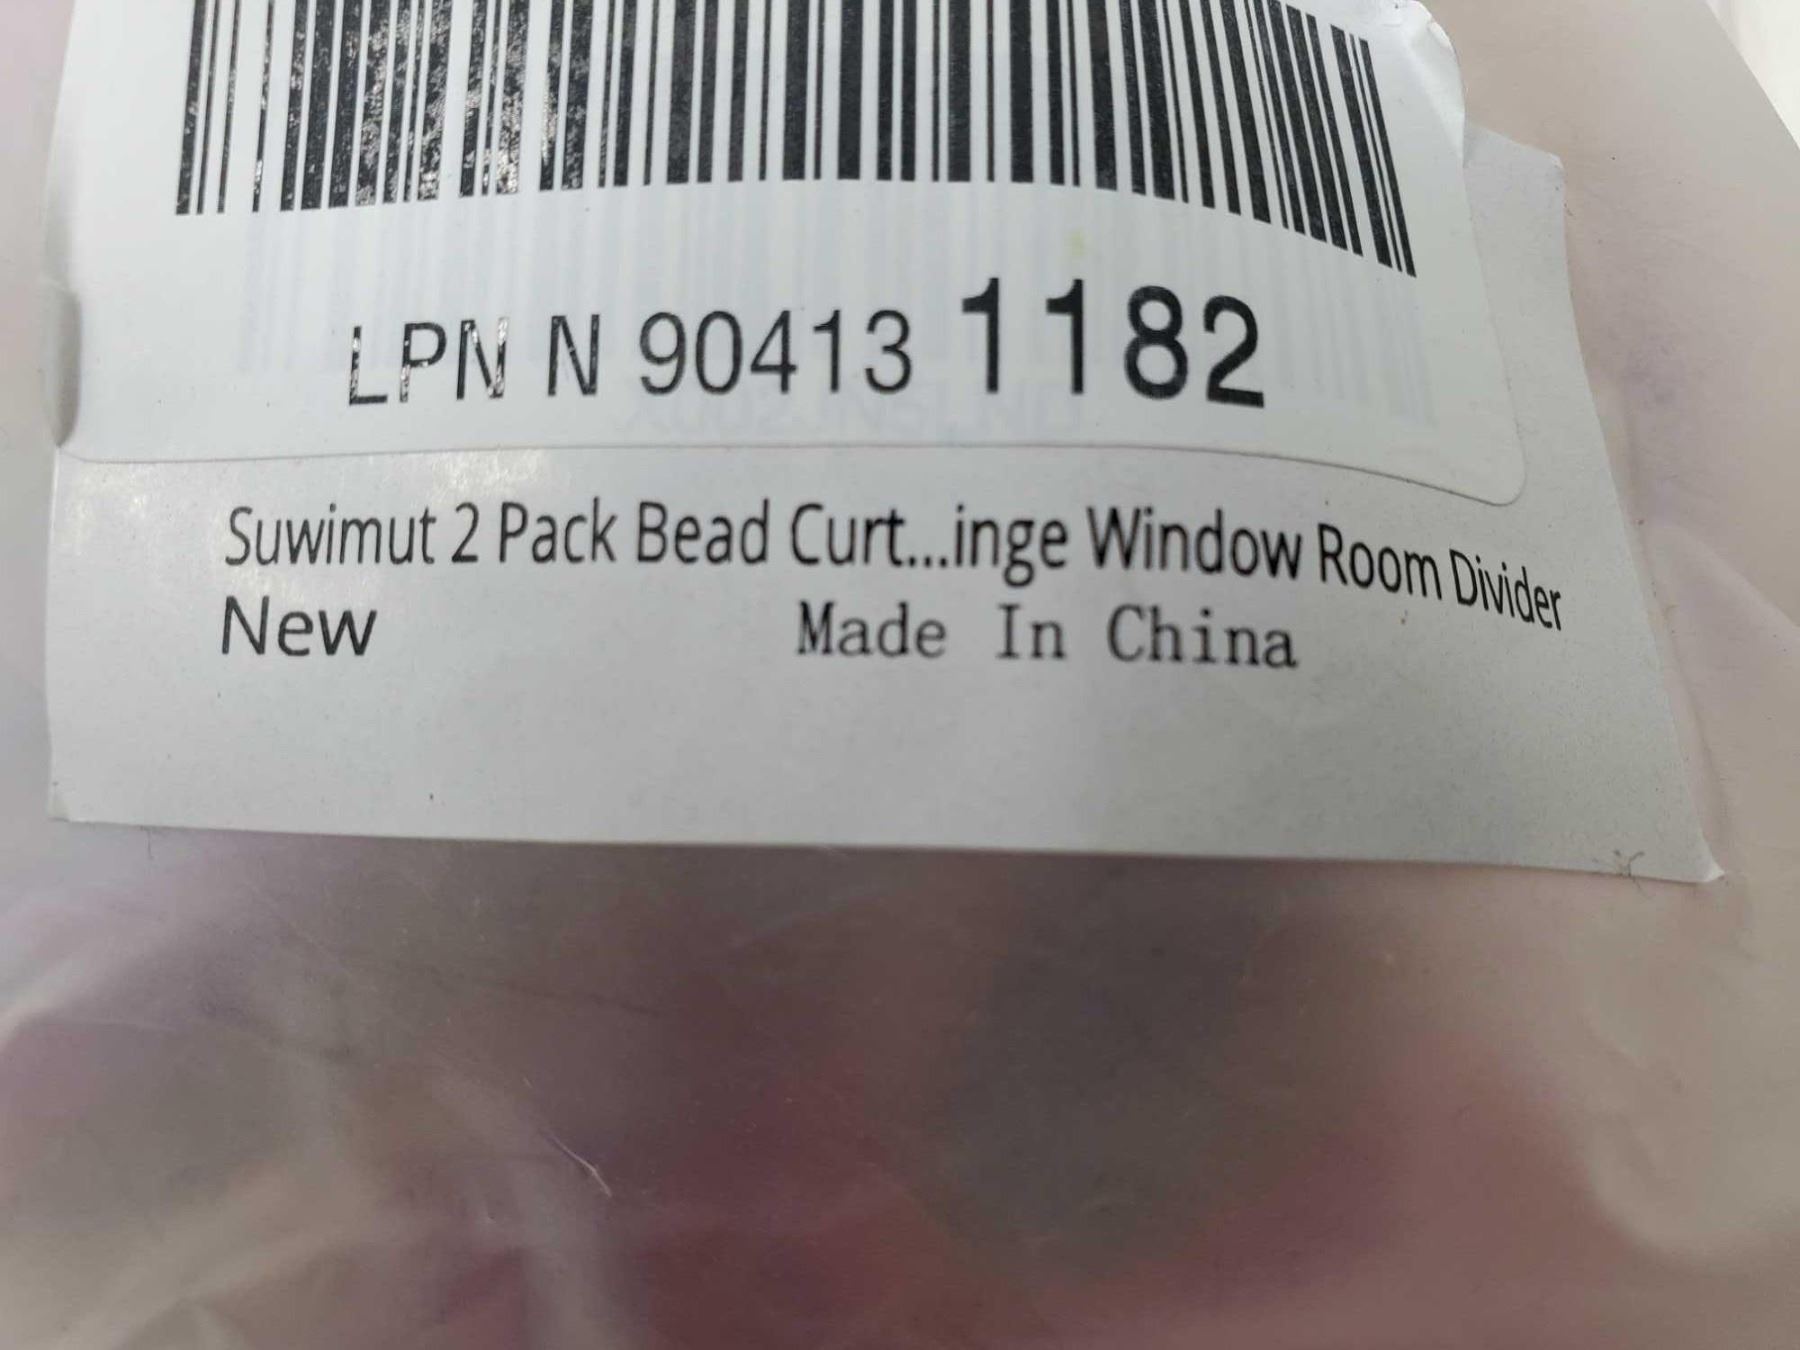 LPN N 90413 1182
Suwimut 2 Pack Bead Curt...inge Window Room Divider
New Made In China